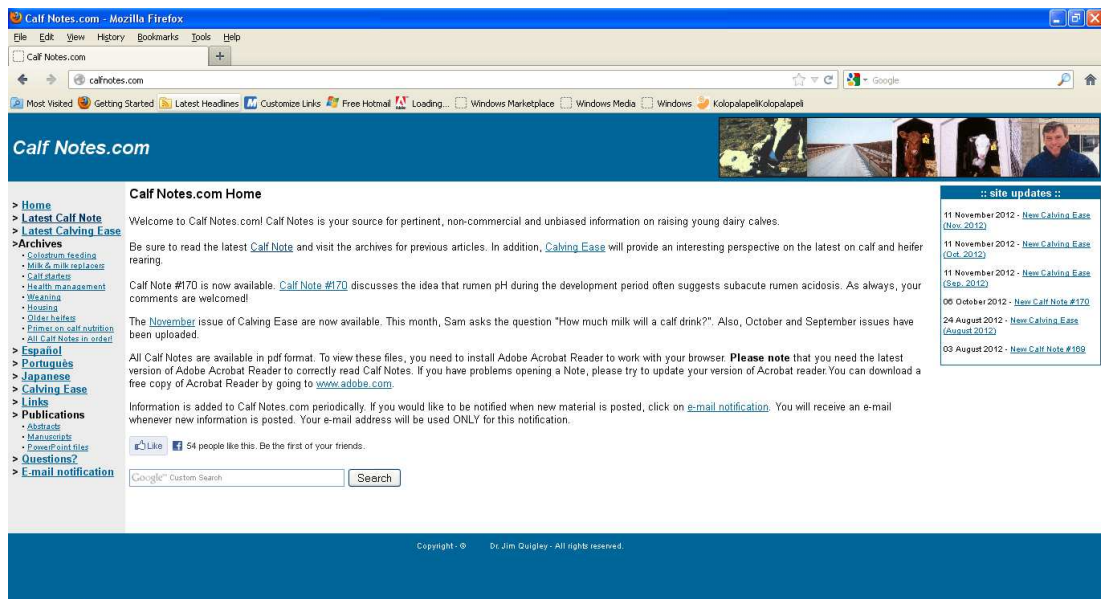 Calf Notes.com - Mozilla Firefox
File Edit View History Bookmarks Tools Help
Calf Notes.com +
calfnotes.com Google
Most Visited Getting Started Latest Headlines Customize Links Free Hotmail Loading... Windows Marketplace Windows Media Windows KolopalapeliKolopalapeli
Calf Notes.com
> Home
> Latest Calf Note
> Latest Calving Ease
>Archives
• Colostrum feeding
• Milk & milk replacers
• Calf starters
• Health management
• Weaning
• Housing
• Older heifers
• Primer on calf nutrition
• All Calf Notes in order!
> Español
> Português
> Japanese
> Calving Ease
> Links
> Publications
• Abstracts
• Manuscripts
• PowerPoint files
> Questions?
> E-mail notification
Calf Notes.com Home
Welcome to Calf Notes.com! Calf Notes is your source for pertinent, non-commercial and unbiased information on raising young dairy calves.
Be sure to read the latest Calf Note and visit the archives for previous articles. In addition, Calving Ease will provide an interesting perspective on the latest on calf and heifer
rearing.
Calf Note #170 is now available. Calf Note #170 discusses the idea that rumen pH during the development period often suggests subacute rumen acidosis. As always, your
comments are welcomed!
The November issue of Calving Ease are now available. This month, Sam asks the question "How much milk will a calf drink?". Also, October and September issues have
been uploaded.
All Calf Notes are available in pdf format. To view these files, you need to install Adobe Acrobat Reader to work with your browser. Please note that you need the latest
version of Adobe Acrobat Reader to correctly read Calf Notes. If you have problems opening a Note, please try to update your version of Acrobat reader.You can download a
free copy of Acrobat Reader by going to www.adobe.com.
Information is added to Calf Notes.com periodically. If you would like to be notified when new material is posted, click on e-mail notification. You will receive an e-mail
whenever new information is posted. Your e-mail address will be used ONLY for this notification.
Like 54 people like this. Be the first of your friends.
Google™ Custom Search Search
:: site updates ::
11 November 2012 - New Calving Ease
(Nov. 2012)
11 November 2012 - New Calving Ease
(Oct. 2012)
11 November 2012 - New Calving Ease
(Sep. 2012)
06 October 2012 - New Calf Note #170
24 August 2012 - New Calving Ease
(August 2012)
03 August 2012 - New Calf Note #169
Copyright - © Dr. Jim Quigley - All rights reserved.